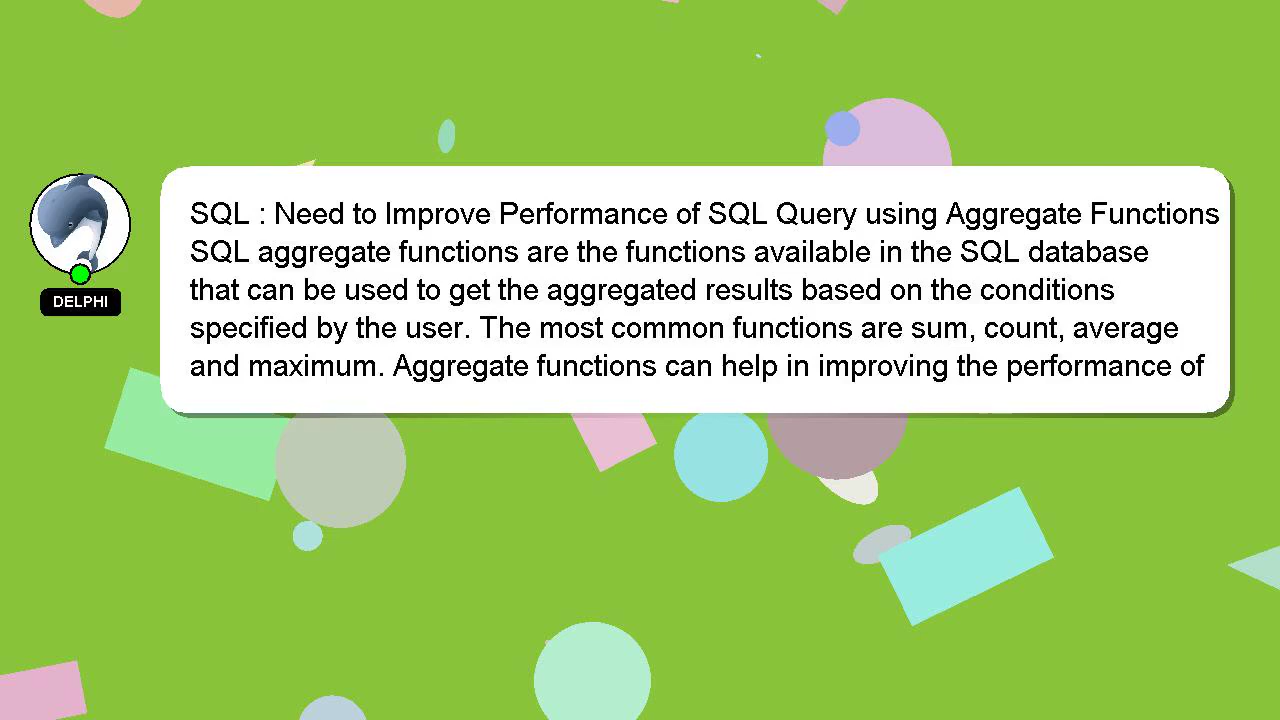 SQL : Need to Improve Performance of SQL Query using Aggregate Functions
SQL aggregate functions are the functions available in the SQL database
that can be used to get the aggregated results based on the conditions
specified by the user. The most common functions are sum, count, average
and maximum. Aggregate functions can help in improving the performance of
DELPHI